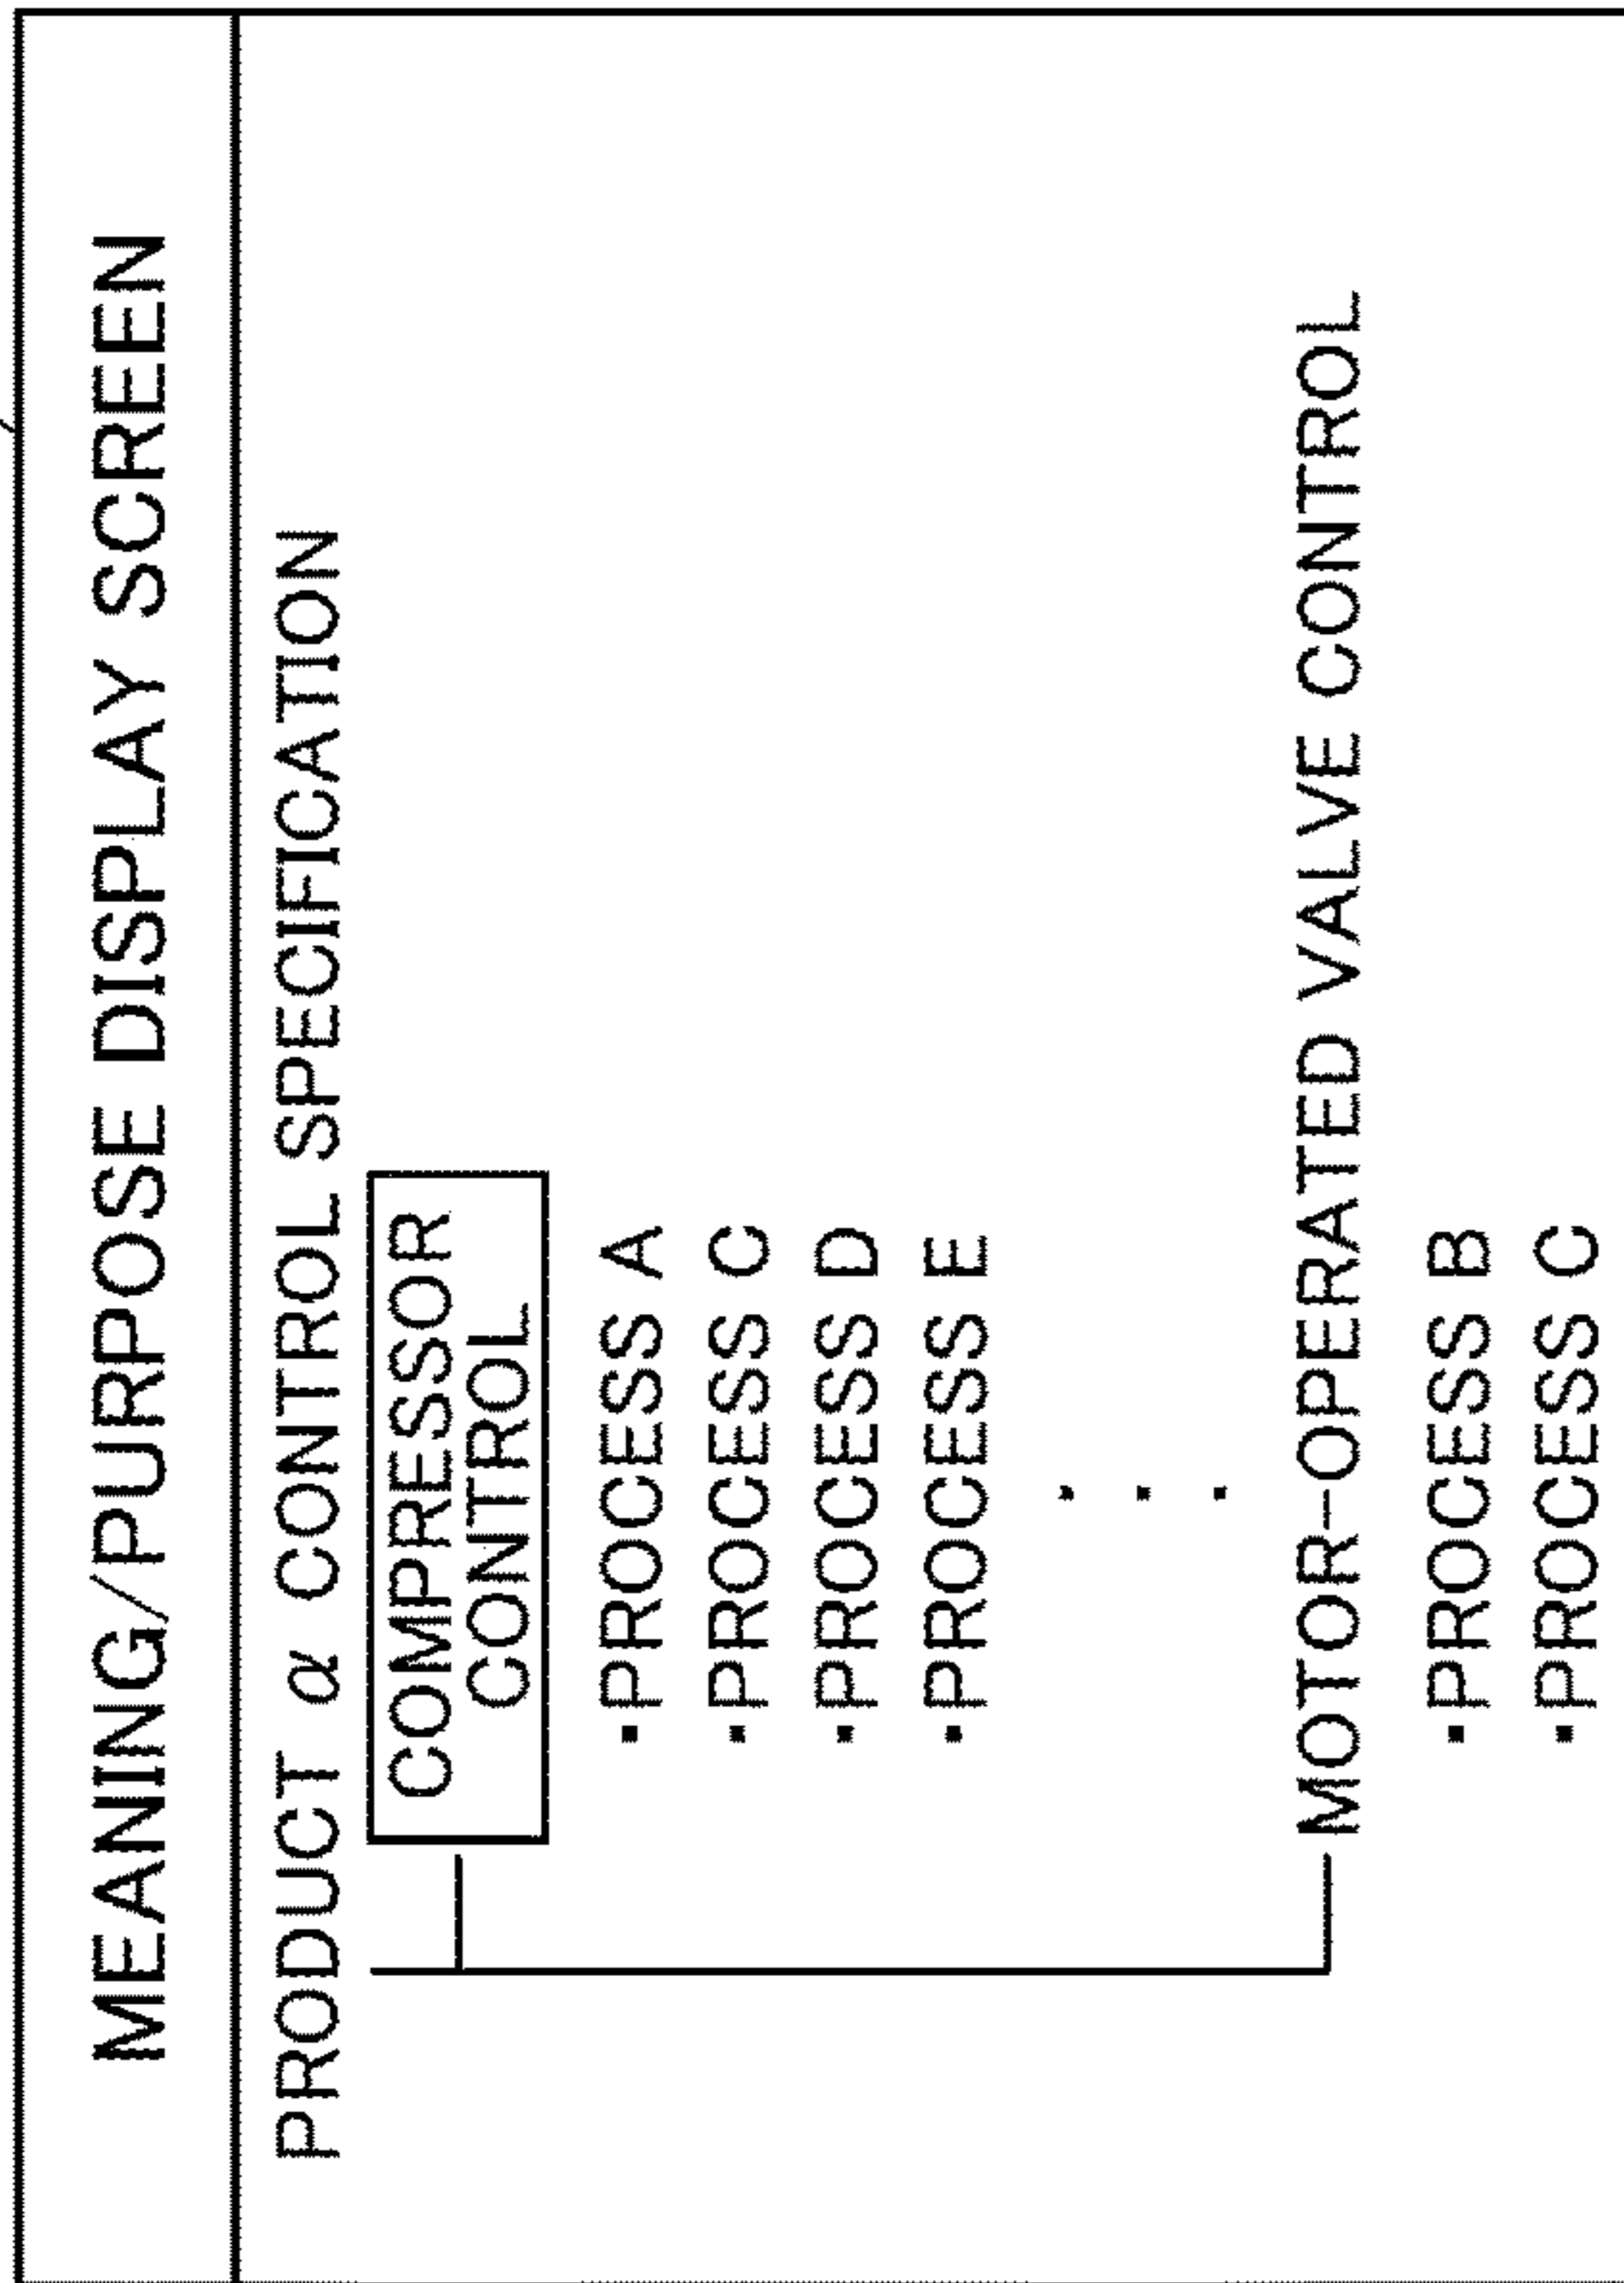 MEANING/PURPOSE DISPLAY SCREEN
PRODUCT α CONTROL SPECIFICATION
COMPRESSOR
CONTROL
・PROCESS A
・PROCESS C
・PROCESS D
・PROCESS E
・
・
・
MOTOR-OPERATED VALVE CONTROL
・PROCESS B
・PROCESS C